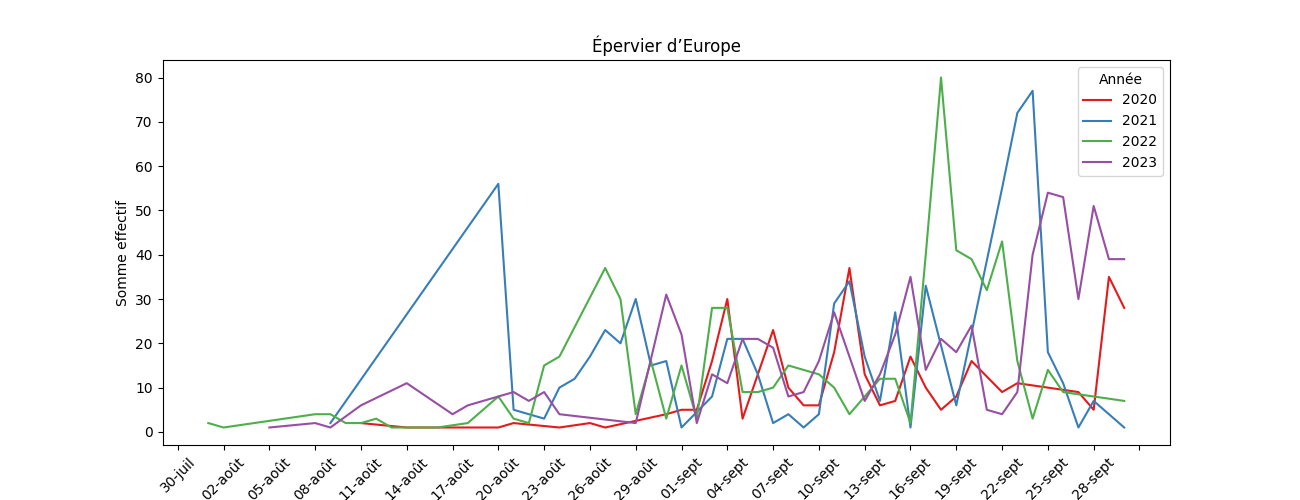 Épervier d’Europe
Somme effectif
80
70
60
50
40
30
20
10
0
Année
2020
2021
2022
2023
30-juil
02-août
05-août
08-août
11-août
14-août
17-août
20-août
23-août
26-août
29-août
01-sept
04-sept
07-sept
10-sept
13-sept
16-sept
19-sept
22-sept
25-sept
28-sept